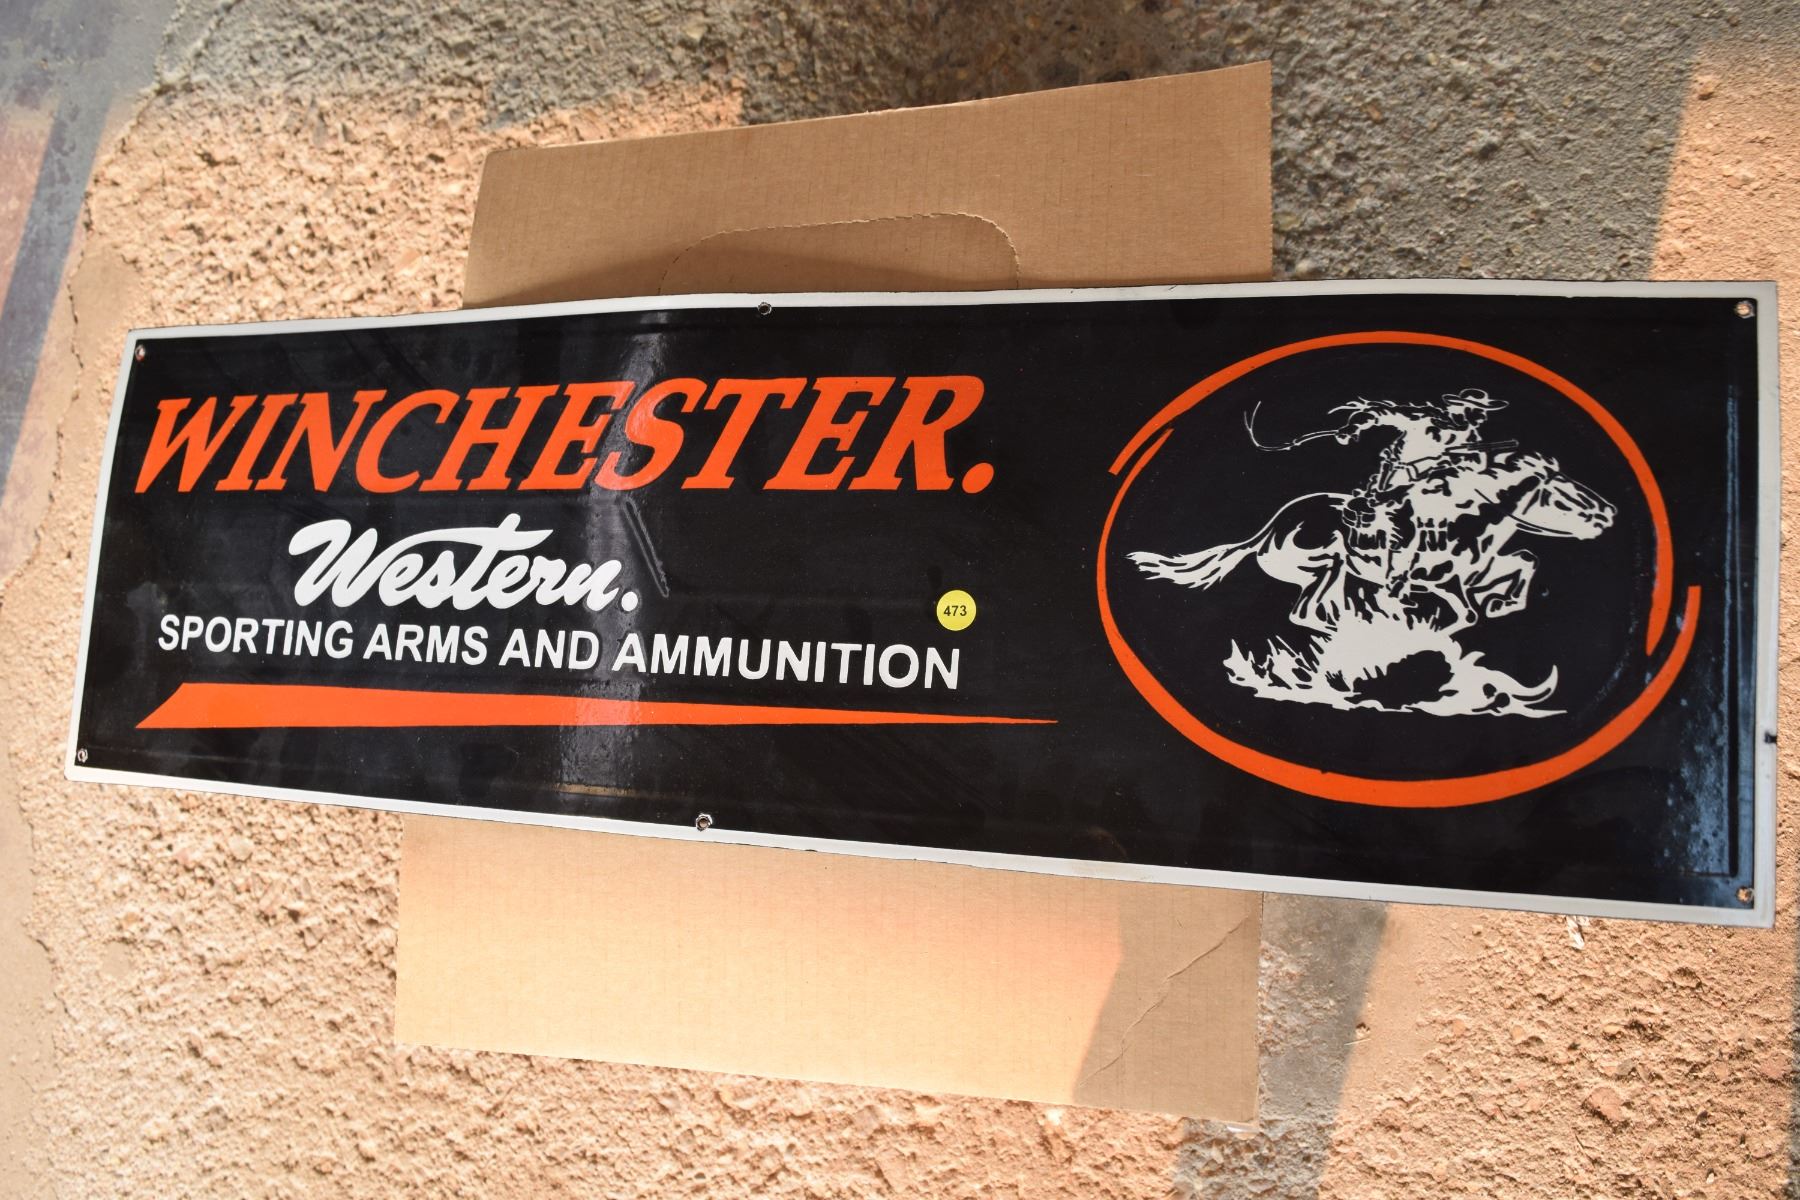 WINCHESTER.
Western.
473
SPORTING ARMS AND AMMUNITION